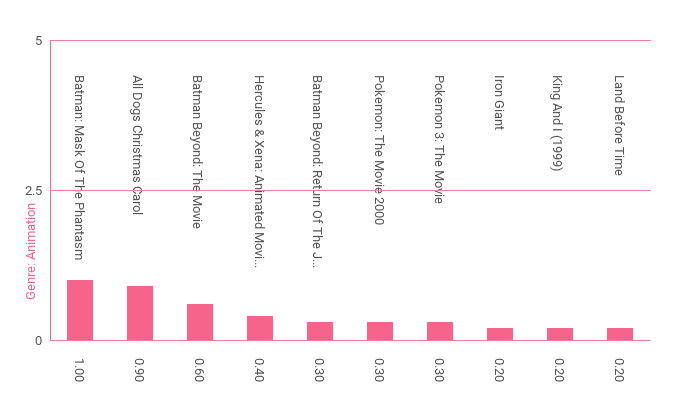 5
2.5
0
Genre: Animation
Batman: Mask Of The Phantasm
All Dogs Christmas Carol
Batman Beyond: The Movie
Hercules & Xena: Animated Movi...
Batman Beyond: Return Of The J...
Pokemon: The Movie 2000
Pokemon 3: The Movie
Iron Giant
King And I (1999)
Land Before Time
1.00
0.90
0.60
0.40
0.30
0.30
0.30
0.20
0.20
0.20